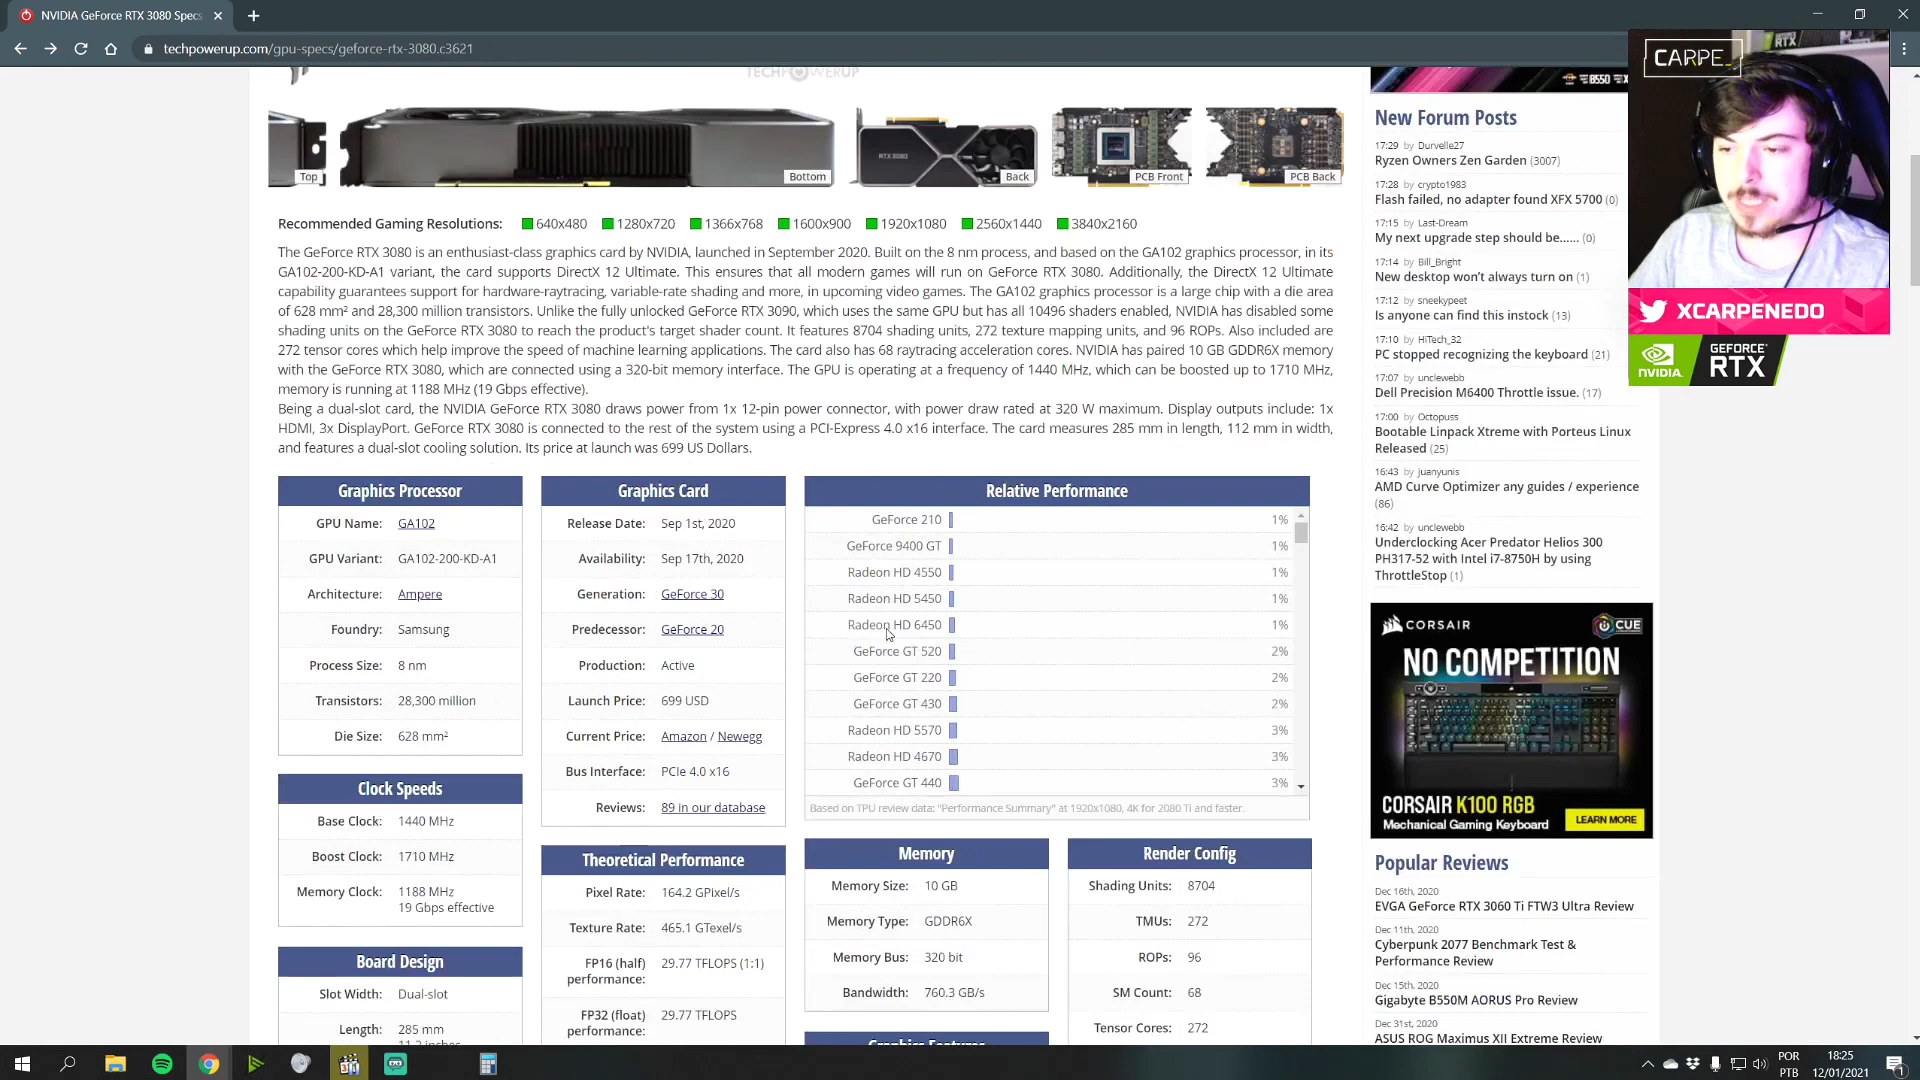 NVIDIA GeForce RTX 3080 Specs
techpowerup.com/gpu-specs/geforce-rtx-3080.c3621
TECHPOWERUP
Top
Bottom
RTX 3080
Back
PCB Front
PCB Back
Recommended Gaming Resolutions: 640x480 1280x720 1366x768 1600x900 1920x1080 2560x1440 3840x2160
The GeForce RTX 3080 is an enthusiast-class graphics card by NVIDIA, launched in September 2020. Built on the 8 nm process, and based on the GA102 graphics processor, in its
GA102-200-KD-A1 variant, the card supports DirectX 12 Ultimate. This ensures that all modern games will run on GeForce RTX 3080. Additionally, the DirectX 12 Ultimate
capability guarantees support for hardware-raytracing, variable-rate shading and more, in upcoming video games. The GA102 graphics processor is a large chip with a die area
of 628 mm² and 28,300 million transistors. Unlike the fully unlocked GeForce RTX 3090, which uses the same GPU but has all 10496 shaders enabled, NVIDIA has disabled some
shading units on the GeForce RTX 3080 to reach the product's target shader count. It features 8704 shading units, 272 texture mapping units, and 96 ROPs. Also included are
272 tensor cores which help improve the speed of machine learning applications. The card also has 68 raytracing acceleration cores. NVIDIA has paired 10 GB GDDR6X memory
with the GeForce RTX 3080, which are connected using a 320-bit memory interface. The GPU is operating at a frequency of 1440 MHz, which can be boosted up to 1710 MHz,
memory is running at 1188 MHz (19 Gbps effective).
Being a dual-slot card, the NVIDIA GeForce RTX 3080 draws power from 1x 12-pin power connector, with power draw rated at 320 W maximum. Display outputs include: 1x
HDMI, 3x DisplayPort. GeForce RTX 3080 is connected to the rest of the system using a PCI-Express 4.0 x16 interface. The card measures 285 mm in length, 112 mm in width,
and features a dual-slot cooling solution. Its price at launch was 699 US Dollars.
Graphics Processor
GPU Name: GA102
GPU Variant: GA102-200-KD-A1
Architecture: Ampere
Foundry: Samsung
Process Size: 8 nm
Transistors: 28,300 million
Die Size: 628 mm²
Clock Speeds
Base Clock: 1440 MHz
Boost Clock: 1710 MHz
Memory Clock: 1188 MHz
19 Gbps effective
Board Design
Slot Width: Dual-slot
Length: 285 mm
11.2 inches
Graphics Card
Release Date: Sep 1st, 2020
Availability: Sep 17th, 2020
Generation: GeForce 30
Predecessor: GeForce 20
Production: Active
Launch Price: 699 USD
Current Price: Amazon / Newegg
Bus Interface: PCIe 4.0 x16
Reviews: 89 in our database
Theoretical Performance
Pixel Rate: 164.2 GPixel/s
Texture Rate: 465.1 GTexel/s
FP16 (half) performance: 29.77 TFLOPS (1:1)
FP32 (float) performance: 29.77 TFLOPS
Relative Performance
GeForce 210 1%
GeForce 9400 GT 1%
Radeon HD 4550 1%
Radeon HD 5450 1%
Radeon HD 6450 1%
GeForce GT 520 2%
GeForce GT 220 2%
GeForce GT 430 2%
Radeon HD 5570 3%
Radeon HD 4670 3%
GeForce GT 440 3%
Based on TPU review data: "Performance Summary" at 1920x1080, 4K for 2080 Ti and faster.
Memory
Memory Size: 10 GB
Memory Type: GDDR6X
Memory Bus: 320 bit
Bandwidth: 760.3 GB/s
Graphics Features
Render Config
Shading Units: 8704
TMUs: 272
ROPs: 96
SM Count: 68
Tensor Cores: 272
B550
New Forum Posts
17:29 by Durvelle27
Ryzen Owners Zen Garden (3007)
17:28 by crypto1983
Flash failed, no adapter found XFX 5700 (0)
17:15 by Last-Dream
My next upgrade step should be...... (0)
17:14 by Bill_Bright
New desktop won't always turn on (1)
17:12 by sneekypeet
Is anyone can find this instock (13)
17:10 by HiTech_32
PC stopped recognizing the keyboard (21)
17:07 by unclewebb
Dell Precision M6400 Throttle issue. (17)
17:00 by Octopuss
Bootable Linpack Xtreme with Porteus Linux
Released (25)
16:43 by juanyunis
AMD Curve Optimizer any guides / experience
(86)
16:42 by unclewebb
Underclocking Acer Predator Helios 300
PH317-52 with Intel i7-8750H by using
ThrottleStop (1)
CORSAIR
iCUE
NO COMPETITION
CORSAIR K100 RGB
Mechanical Gaming Keyboard
LEARN MORE
Popular Reviews
Dec 16th, 2020
EVGA GeForce RTX 3060 Ti FTW3 Ultra Review
Dec 11th, 2020
Cyberpunk 2077 Benchmark Test &
Performance Review
Dec 15th, 2020
Gigabyte B550M AORUS Pro Review
Dec 31st, 2020
ASUS ROG Maximus XII Extreme Review
CARPE_
RTX
XCARPENEDO
NVIDIA
GEFORCE
RTX
POR
PTB
18:25
12/01/2021
1